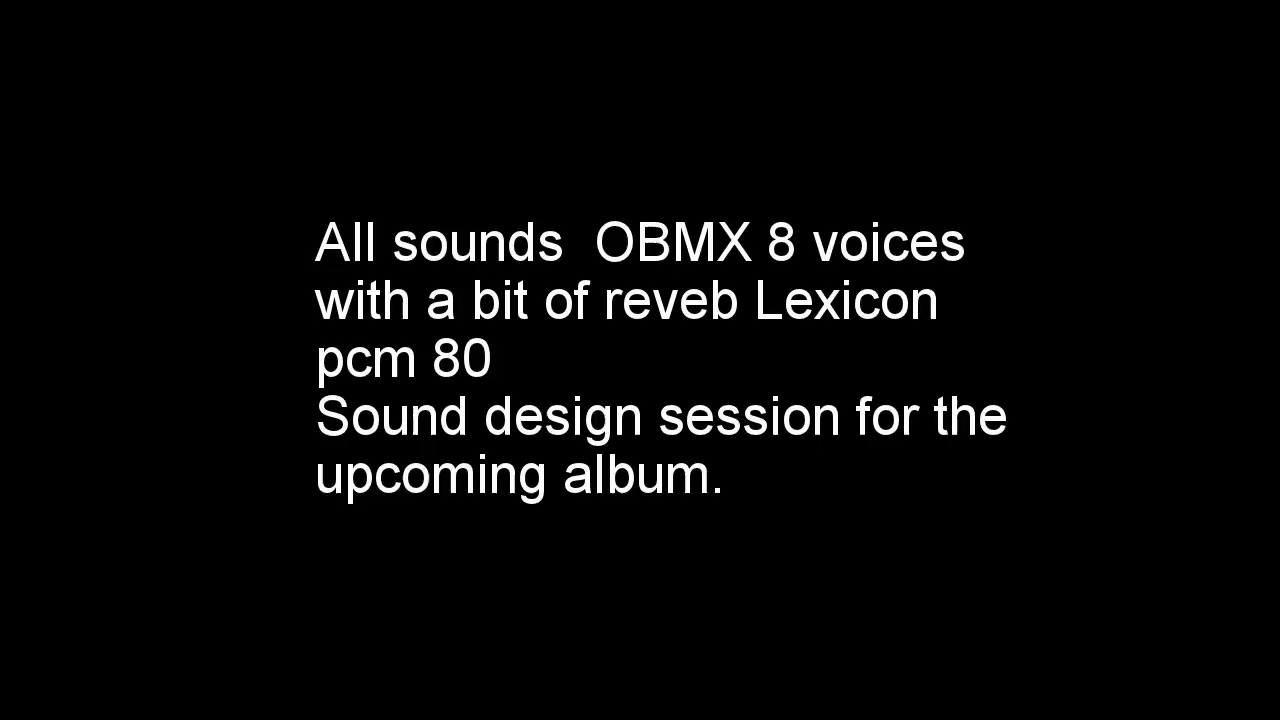 All sounds  OBMX 8 voices
with a bit of reveb Lexicon
pcm 80
Sound design session for the
upcoming album.